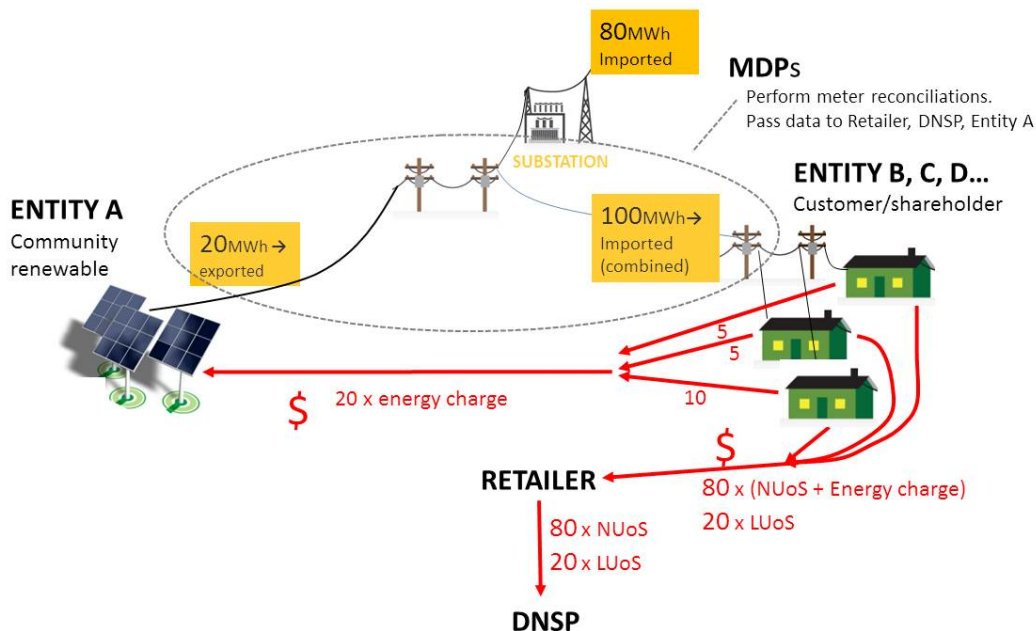 80MWh
Imported
MDPs
Perform meter reconciliations.
Pass data to Retailer, DNSP, Entity A
SUBSTATION
ENTITY B, C, D...
Customer/shareholder
ENTITY A
Community
renewable
20MWh→
exported
100MWh→
Imported
(combined)
5
5
10
$
20 x energy charge
$
RETAILER
80 x (NUoS + Energy charge)
20 x LUoS
80 x NUoS
20 x LUoS
DNSP